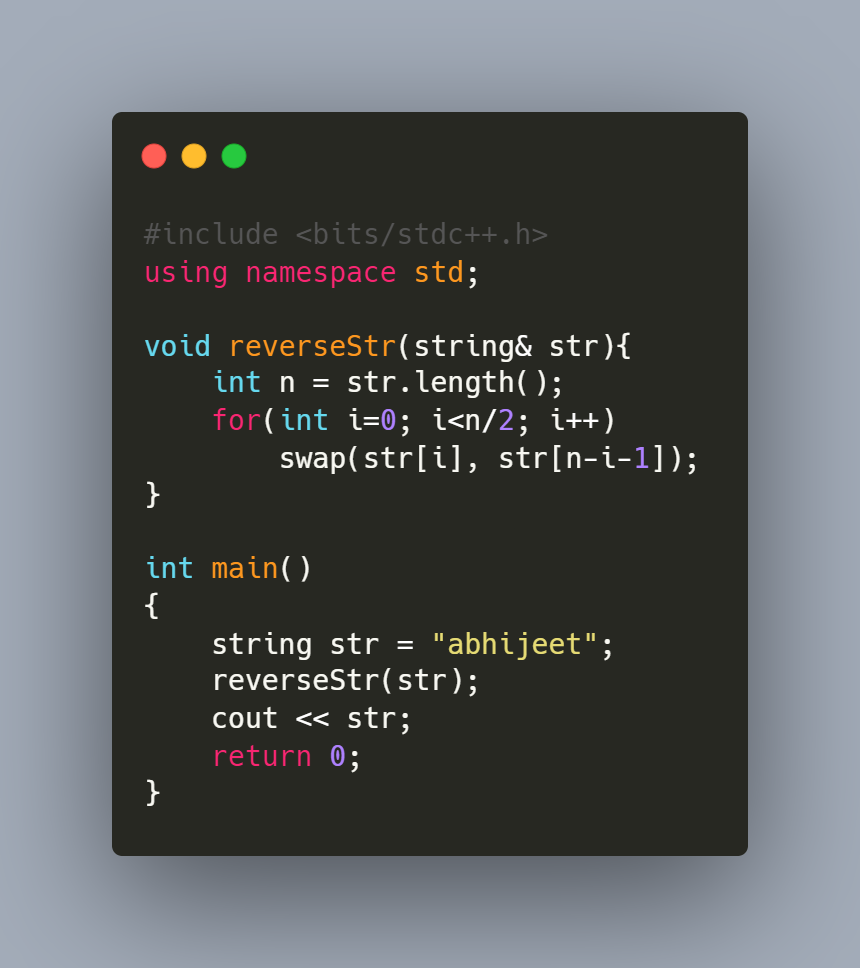 #include <bits/stdc++.h>
using namespace std;

void reverseStr(string& str){
    int n = str.length();
    for(int i=0; i<n/2; i++)
        swap(str[i], str[n-i-1]);
}

int main()
{
    string str = "abhijeet";
    reverseStr(str);
    cout << str;
    return 0;
}